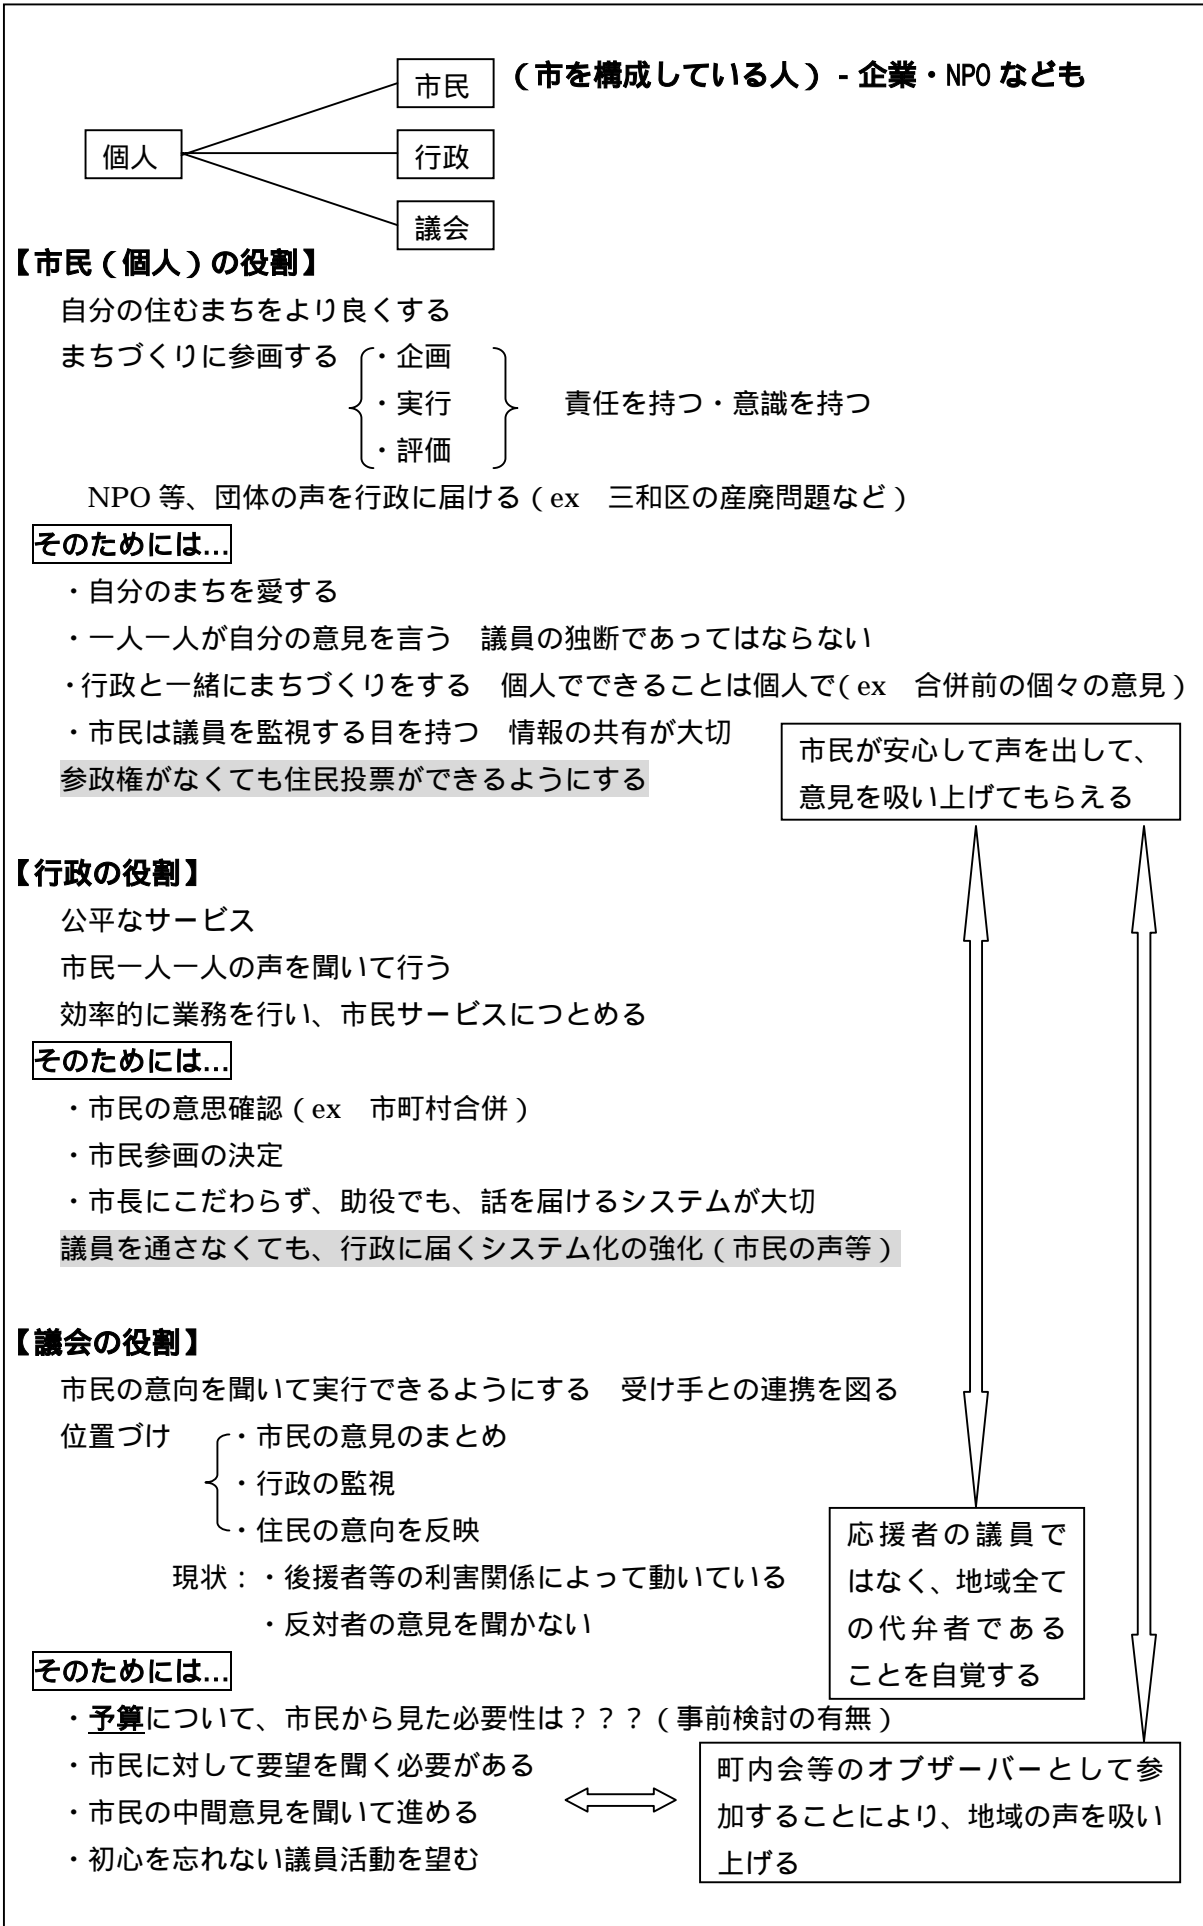 市民 (市を構成している人) - 企業・NPO なども
個人 行政
議会
【市民(個人)の役割】
自分の住むまちをより良くする
まちづくりに参画する ・企画
・実行 責任を持つ・意識を持つ
・評価
NPO 等、団体の声を行政に届ける(ex 三和区の産廃問題など)
そのためには…
・自分のまちを愛する
・一人一人が自分の意見を言う 議員の独断であってはならない
・行政と一緒にまちづくりをする 個人でできることは個人で(ex 合併前の個々の意見)
・市民は議員を監視する目を持つ 情報の共有が大切
参政権がなくても住民投票ができるようにする
市民が安心して声を出して、
意見を吸い上げてもらえる
【行政の役割】
公平なサービス
市民一人一人の声を聞いて行う
効率的に業務を行い、市民サービスにつとめる
そのためには…
・市民の意思確認(ex 市町村合併)
・市民参画の決定
・市長にこだわらず、助役でも、話を届けるシステムが大切
議員を通さなくても、行政に届くシステム化の強化(市民の声等)
【議会の役割】
市民の意向を聞いて実行できるようにする 受け手との連携を図る
位置づけ ・市民の意見のまとめ
・行政の監視
・住民の意向を反映
現状:・後援者等の利害関係によって動いている
・反対者の意見を聞かない
応援者の議員で
はなく、地域全て
の代弁者である
ことを自覚する
そのためには…
・予算について、市民から見た必要性は???(事前検討の有無)
・市民に対して要望を聞く必要がある
・市民の中間意見を聞いて進める
・初心を忘れない議員活動を望む
町内会等のオブザーバーとして参
加することにより、地域の声を吸い
上げる